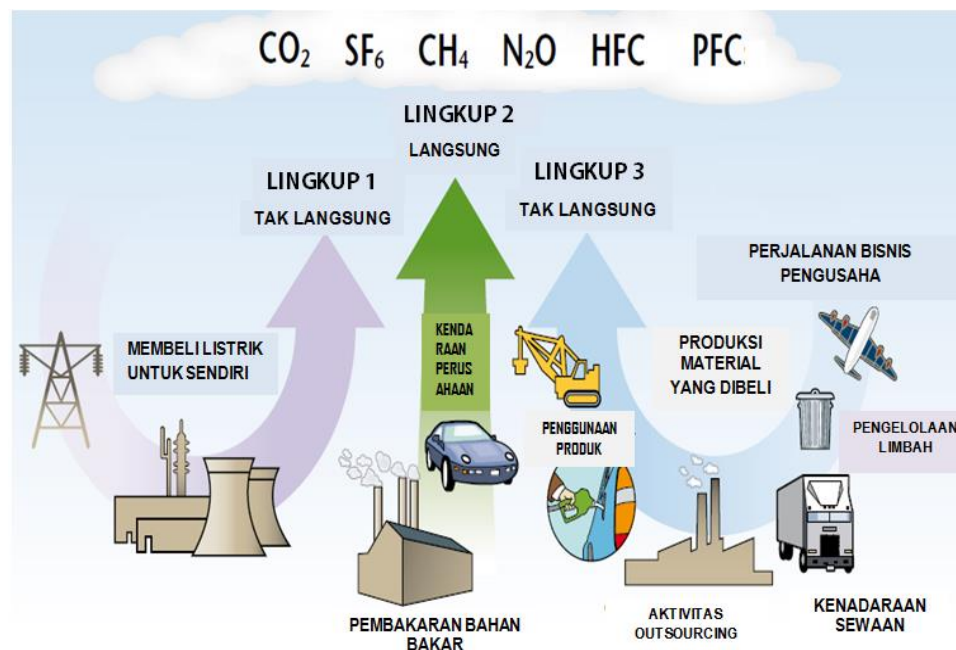 CO₂ SF₆ CH₄ N₂O HFC PFCs
LINGKUP 2
LANGSUNG
LINGKUP 1
TAK LANGSUNG
LINGKUP 3
TAK LANGSUNG
PERJALANAN BISNIS
PENGUSAHA
MEMBELI LISTRIK
UNTUK SENDIRI
KENDA
RAAN
PERUS
AHAAN
PRODUKSI
MATERIAL
YANG DIBELI
PENGGUNAAN
PRODUK
PENGELOLAAN
LIMBAH
PEMBAKARAN BAHAN
BAKAR
AKTIVITAS
OUTSOURCING
KENADARAAN
SEWAAN